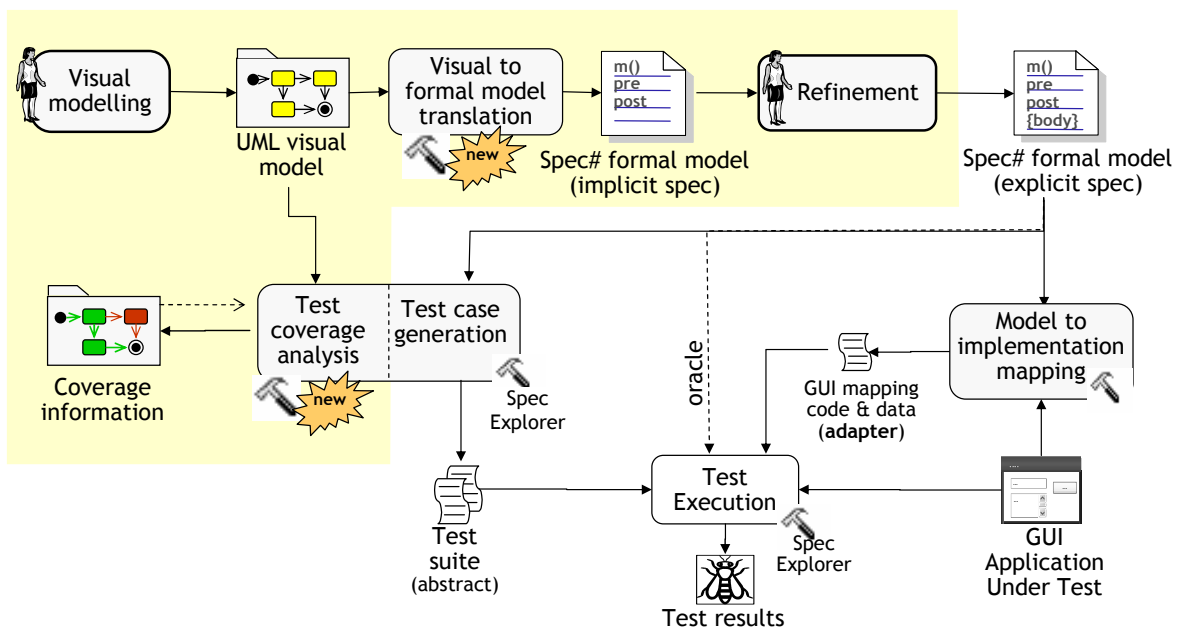 Visual
modelling
UML visual
model
Visual to
formal model
translation
new
m()
pre
post
Spec# formal model
(implicit spec)
Refinement
m()
pre
post
{body}
Spec# formal model
(explicit spec)
Coverage
information
Test
coverage
analysis
new
Test case
generation
Spec
Explorer
oracle
GUI mapping
code & data
(adapter)
Model to
implementation
mapping
Test
suite
(abstract)
Test
Execution
Spec
Explorer
Test results
GUI
Application
Under Test